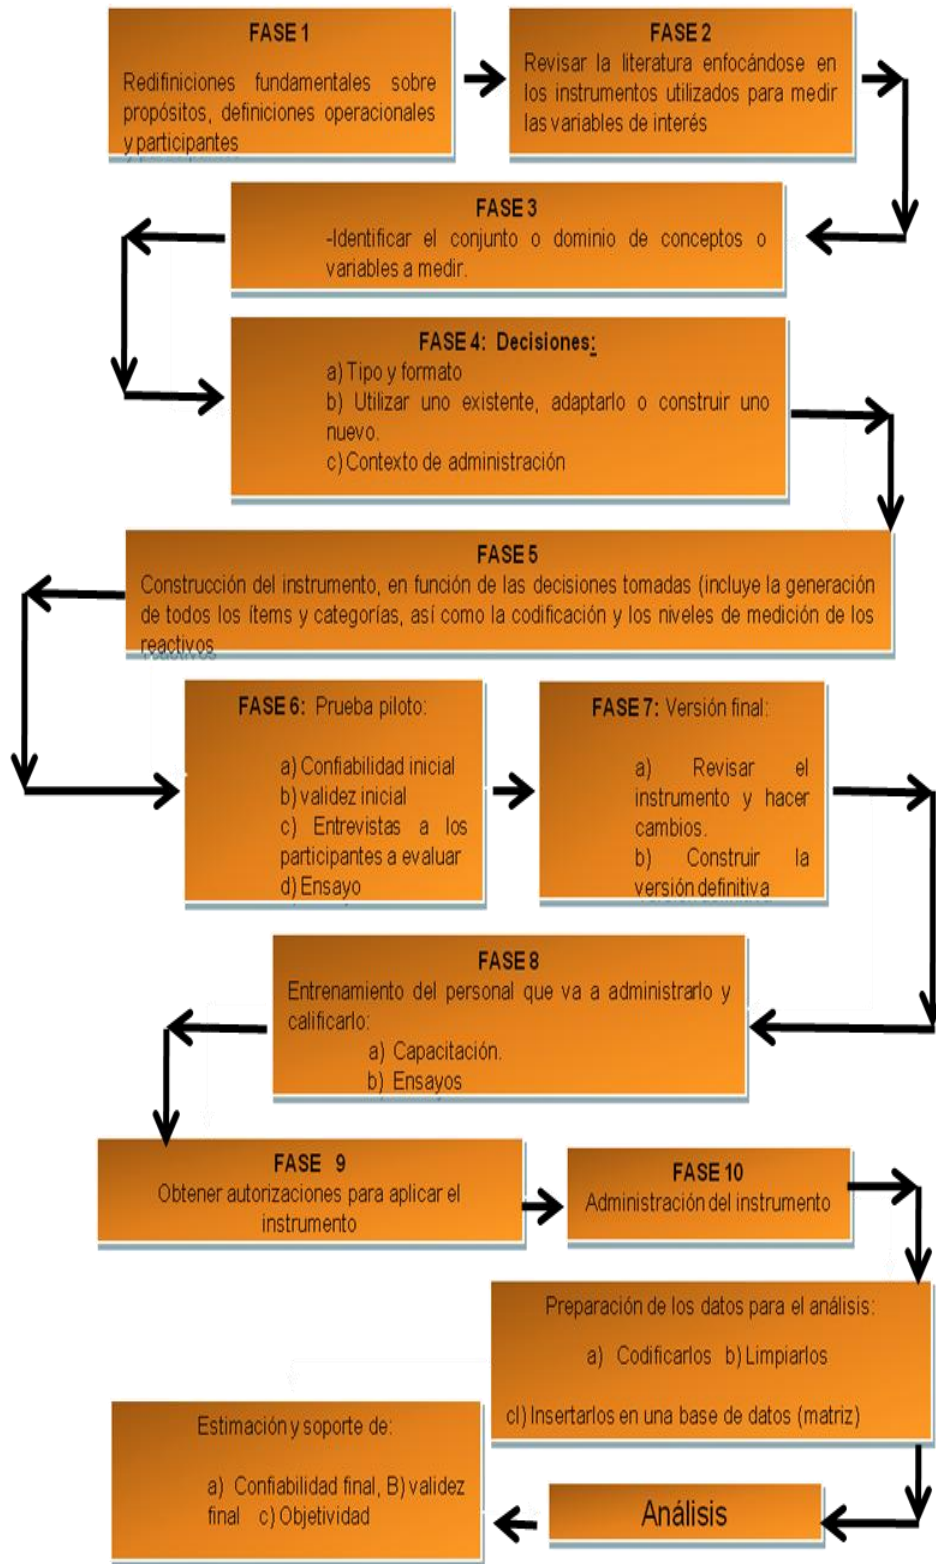 FASE 1
Redifiniciones fundamentales sobre
propósitos, definiciones operacionales
y participantes
FASE 2
Revisar la literatura enfocándose en
los instrumentos utilizados para medir
las variables de interés
FASE 3
-Identificar el conjunto o dominio de conceptos o
variables a medir.
FASE 4: Decisiones:
a) Tipo y formato
b) Utilizar uno existente, adaptarlo o construir uno
nuevo.
c) Contexto de administración
FASE 5
Construcción del instrumento, en función de las decisiones tomadas (incluye la generación
de todos los ítems y categorías, así como la codificación y los niveles de medición de los
reactivos
FASE 6: Prueba piloto:
a) Confiabilidad inicial
b) validez inicial
c) Entrevistas a los
participantes a evaluar
d) Ensayo
FASE 7: Versión final:
a) Revisar el
instrumento y hacer
cambios.
b) Construir la
versión definitiva
FASE 8
Entrenamiento del personal que va a administrarlo y
calificarlo:
a) Capacitación.
b) Ensayos
FASE 9
Obtener autorizaciones para aplicar el
instrumento
FASE 10
Administración del instrumento
Preparación de los datos para el análisis:
a) Codificarlos b) Limpiarlos
cl) Insertarlos en una base de datos (matriz)
Análisis
Estimación y soporte de:
a) Confiabilidad final, B) validez
final c) Objetividad